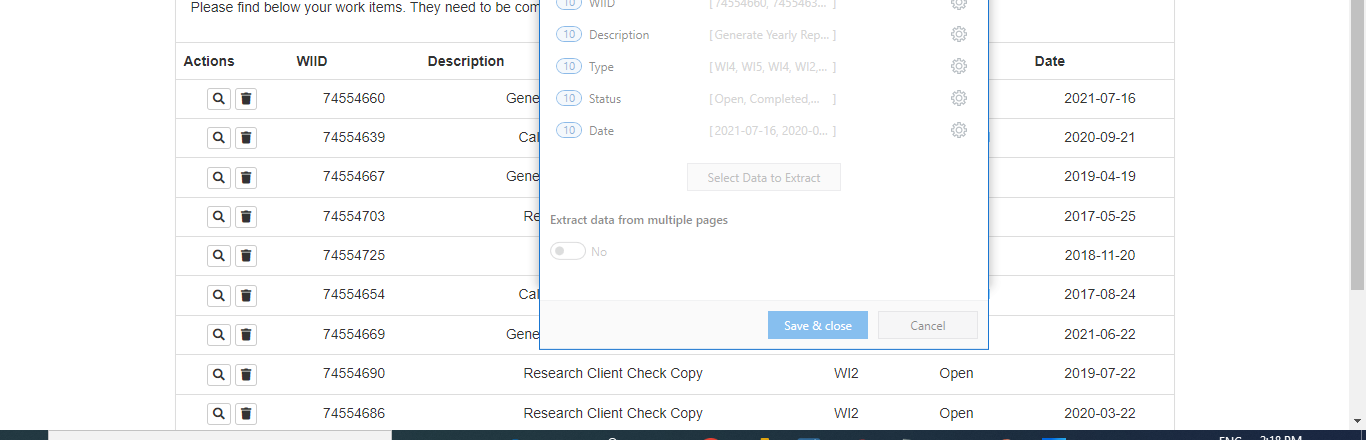 Please find below your work items. They need to be com
10 WIID [74554660, 7455463... ]
Actions WIID Description Date
10 Description [Generate Yearly Rep... ]
10 Type [WI4, WI5, WI4, WI2,... ]
10 Status [Open, Completed,... ]
10 Date [2021-07-16, 2020-0... ]
Select Data to Extract
Extract data from multiple pages
No
Save & close Cancel
74554660 Gene 2021-07-16
74554639 Cal 2020-09-21
74554667 Gene 2019-04-19
74554703 Re 2017-05-25
74554725 2018-11-20
74554654 Cal 2017-08-24
74554669 Gene 2021-06-22
74554690 Research Client Check Copy WI2 Open 2019-07-22
74554686 Research Client Check Copy WI2 Open 2020-03-22
ENG 2:18 PM